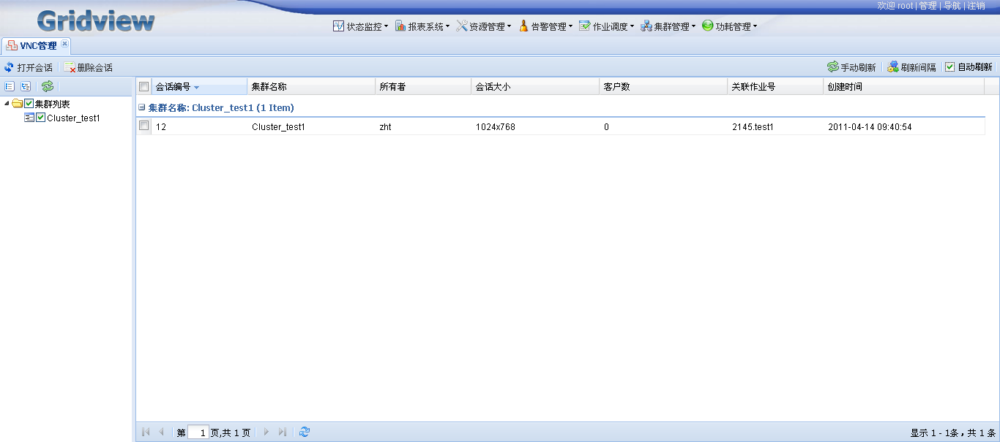 欢迎 root | 管理 | 导航 | 注销
Gridview
状态监控 报表系统 资源管理 告警管理 作业调度 集群管理 功耗管理
VNC管理
打开会话 删除会话 手动刷新 刷新间隔 自动刷新
会话编号 集群名称 所有者 会话大小 客户数 关联作业号 创建时间
集群列表
Cluster_test1
集群名称: Cluster_test1 (1 Item)
12 Cluster_test1 zht 1024x768 0 2145.test1 2011-04-14 09:40:54
第 1 页,共 1 页 显示 1 - 1条，共 1 条